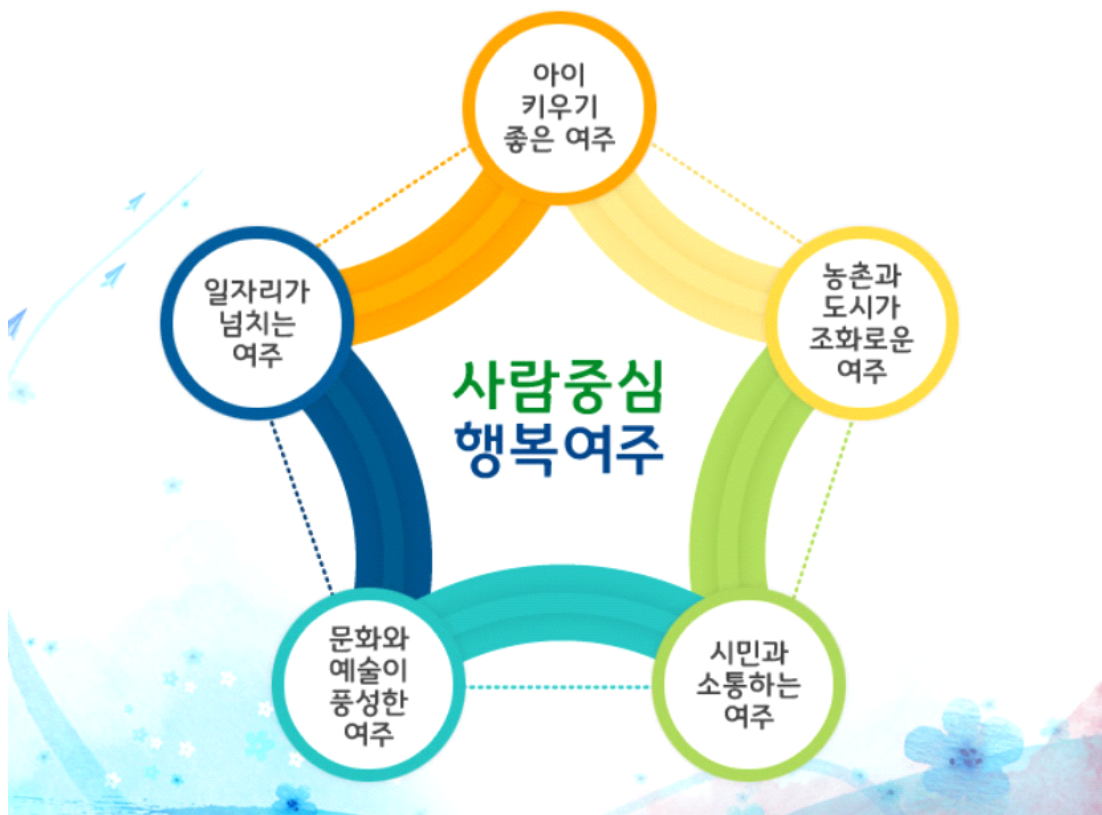 아이
키우기
좋은 여주
일자리가
넘치는
여주
농촌과
도시가
조화로운
여주
사람중심
행복여주
문화와
예술이
풍성한
여주
시민과
소통하는
여주